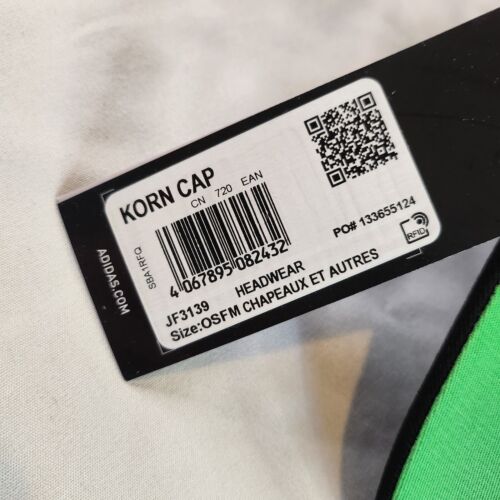 KORN CAP
CN 720 EAN
SBA1RFQ
4 067895 082432
PO# 133655124
RFID
JF3139 HEADWEAR
Size:OSFM CHAPEAUX ET AUTRES
ADIDAS.COM